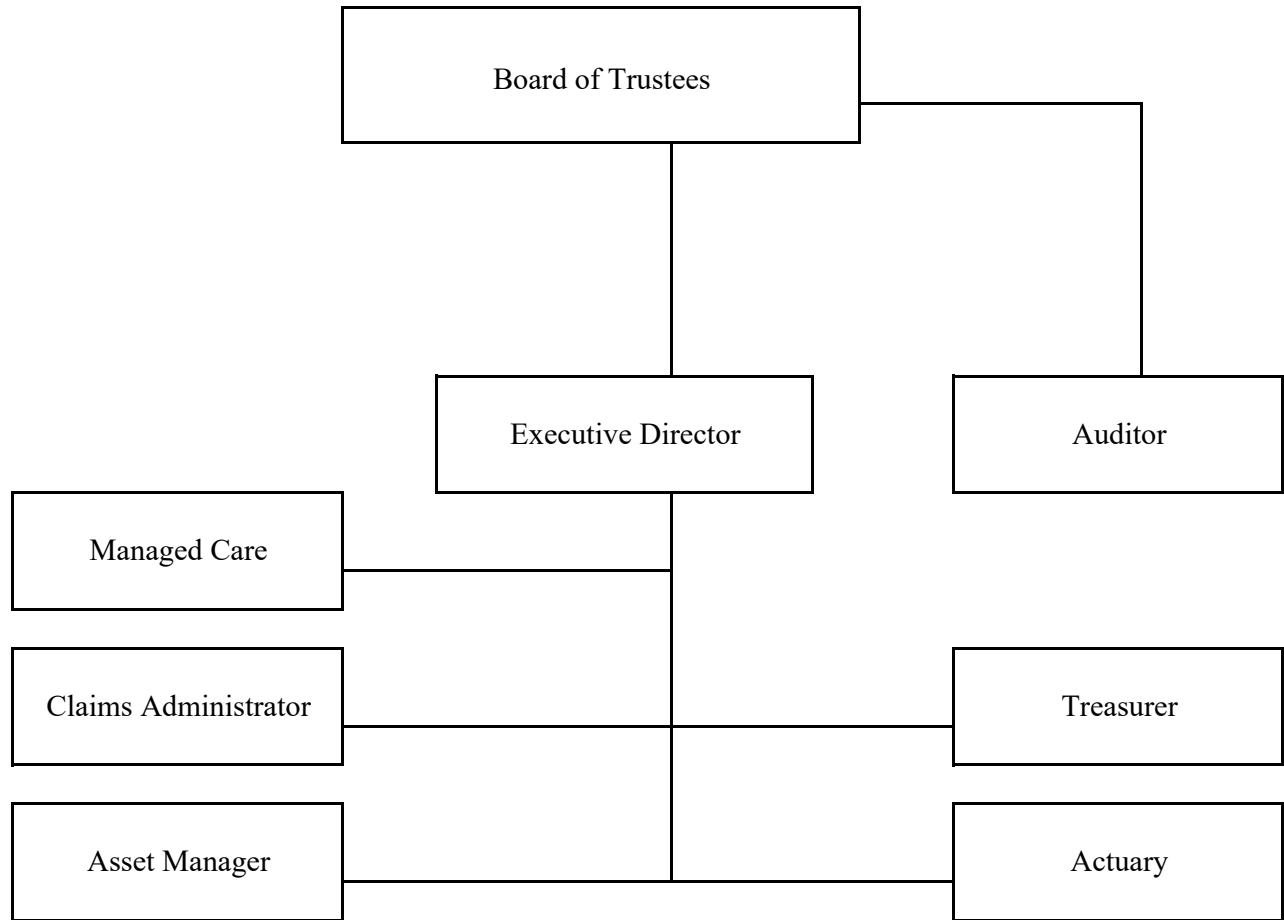 Board of Trustees
Executive Director
Auditor
Managed Care
Claims Administrator
Treasurer
Asset Manager
Actuary